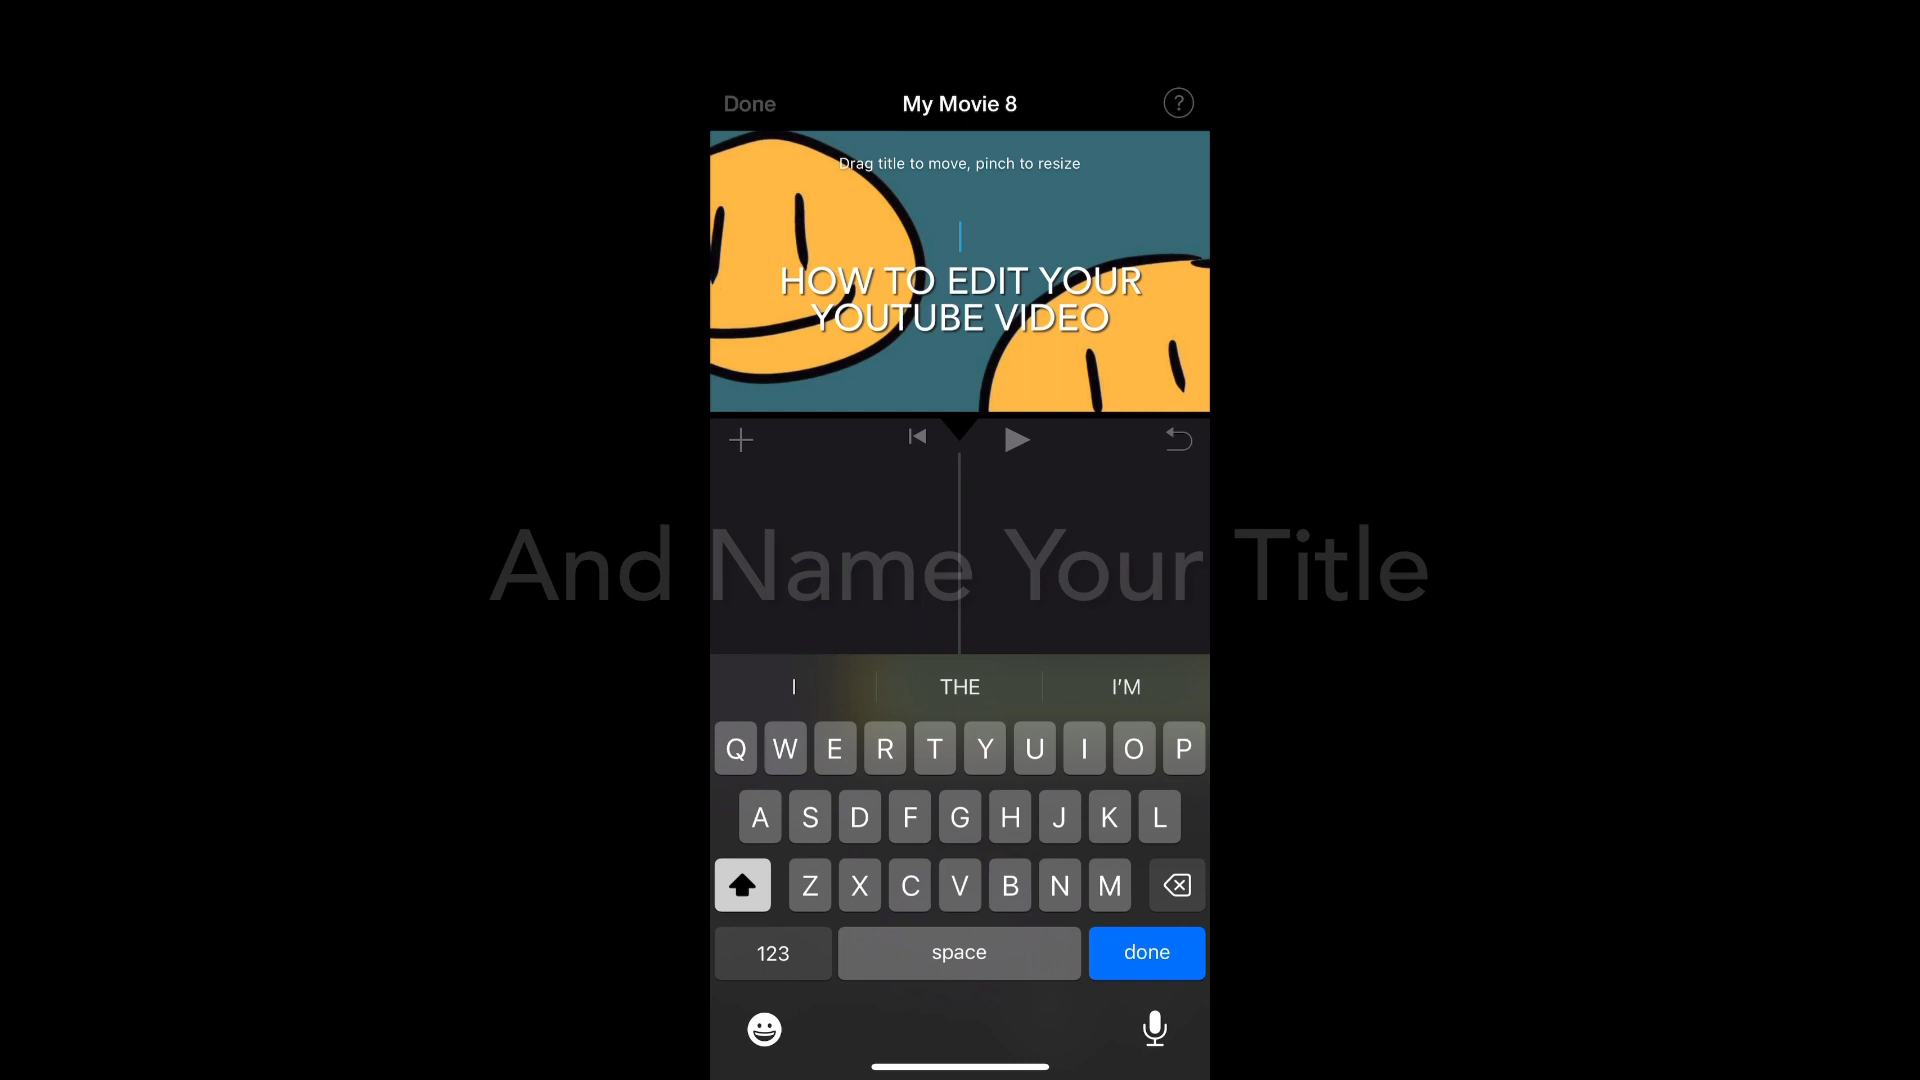 Done
My Movie 8
?
Drag title to move, pinch to resize
HOW TO EDIT YOUR
YOUTUBE VIDEO
And Name Your Title
I THE I'M
Q W E R T Y U I O P
A S D F G H J K L
Z X C V B N M
123 space done